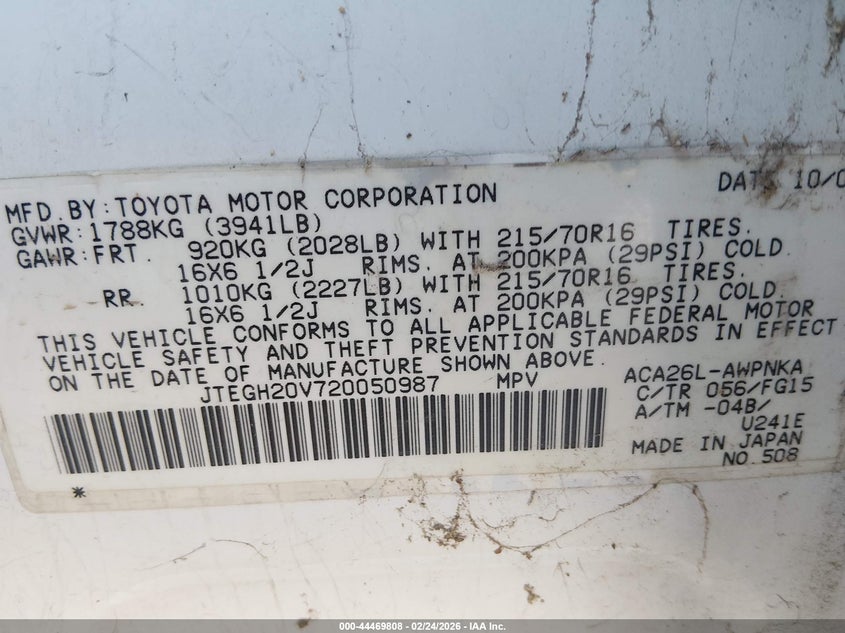 MFD.BY:TOYOTA MOTOR CORPORATION DATE 10/0
GVWR:1788KG (3941LB)
GAWR:FRT. 920KG (2028LB) WITH 215/70R16 TIRES.
16X6 1/2J RIMS. AT 200KPA (29PSI) COLD.
RR. 1010KG (2227LB) WITH 215/70R16 TIRES.
16X6 1/2J RIMS. AT 200KPA (29PSI) COLD.
THIS VEHICLE CONFORMS TO ALL APPLICABLE FEDERAL MOTOR
VEHICLE SAFETY AND THEFT PREVENTION STANDARDS IN EFFECT
ON THE DATE OF MANUFACTURE SHOWN ABOVE.
JTEGH20V720050987 MPV
ACA26L-AWPNKA
C/TR 056/FG15
A/TM -04B/
U241E
MADE IN JAPAN
NO.508
*
000-44469808 - 02/24/2026 - IAA Inc.